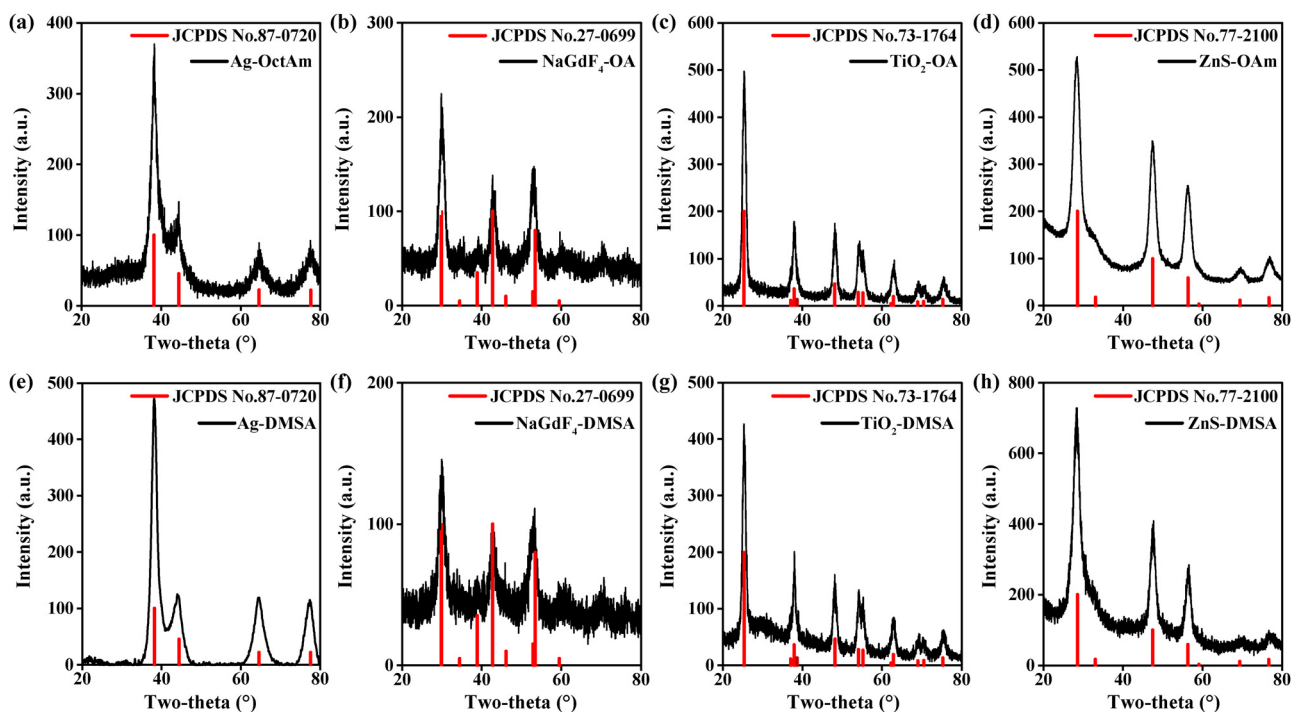 (a)
400
300
200
100
0
20 40 60 80
Intensity (a.u.)
Two-theta (°)
JCPDS No.87-0720
Ag-OctAm
(b)
300
200
100
0
20 40 60 80
Intensity (a.u.)
Two-theta (°)
JCPDS No.27-0699
NaGdF₄-OA
(c)
600
500
400
300
200
100
0
20 40 60 80
Intensity (a.u.)
Two-theta (°)
JCPDS No.73-1764
TiO₂-OA
(d)
600
500
400
300
200
100
0
20 40 60 80
Intensity (a.u.)
Two-theta (°)
JCPDS No.77-2100
ZnS-OAm
(e)
500
400
300
200
100
0
20 40 60 80
Intensity (a.u.)
Two-theta (°)
JCPDS No.87-0720
Ag-DMSA
(f)
200
100
0
20 40 60 80
Intensity (a.u.)
Two-theta (°)
JCPDS No.27-0699
NaGdF₄-DMSA
(g)
500
400
300
200
100
0
20 40 60 80
Intensity (a.u.)
Two-theta (°)
JCPDS No.73-1764
TiO₂-DMSA
(h)
800
600
400
200
0
20 40 60 80
Intensity (a.u.)
Two-theta (°)
JCPDS No.77-2100
ZnS-DMSA